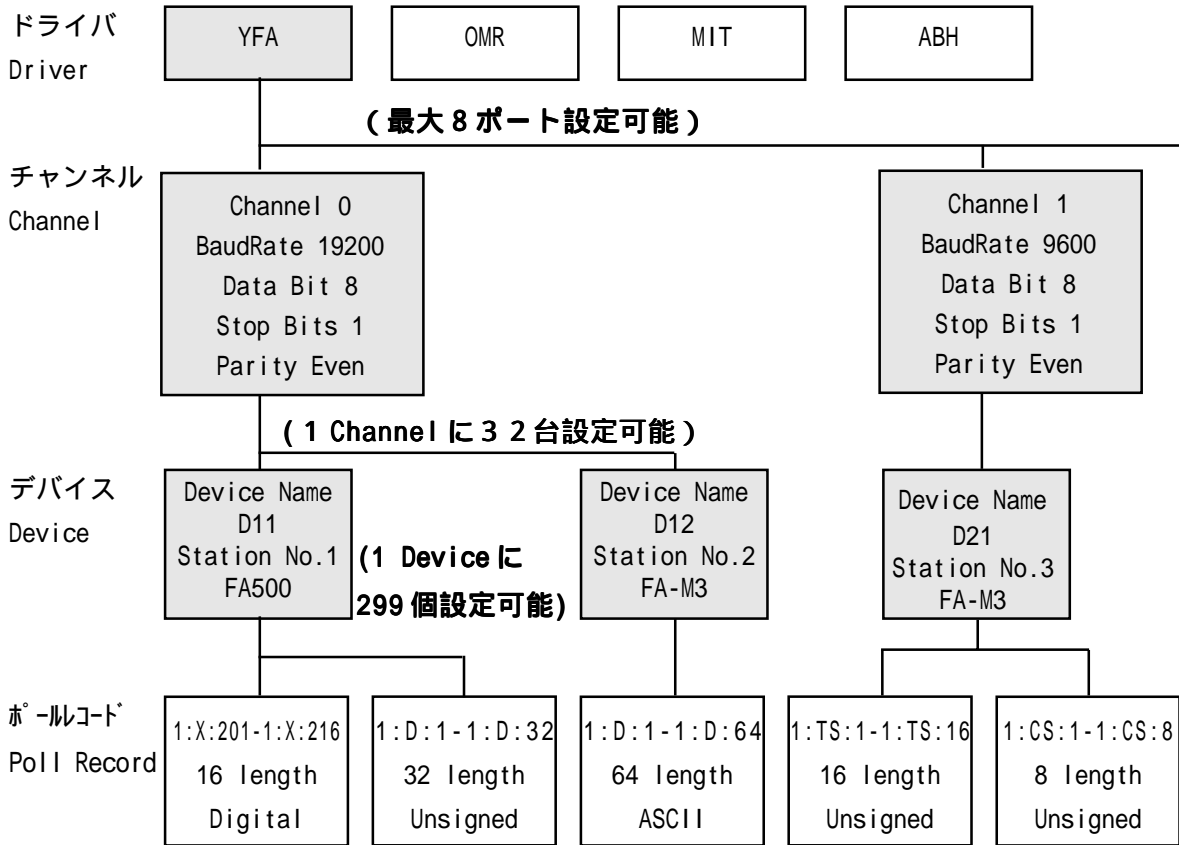 ドライバ
Driver
YFA
OMR
MIT
ABH
(最大8ポート設定可能)
チャンネル
Channel
Channel 0
BaudRate 19200
Data Bit 8
Stop Bits 1
Parity Even
Channel 1
BaudRate 9600
Data Bit 8
Stop Bits 1
Parity Even
(1 Channelに32台設定可能)
デバイス
Device
Device Name
D11
Station No.1
FA500
(1 Deviceに
299個設定可能)
Device Name
D12
Station No.2
FA-M3
Device Name
D21
Station No.3
FA-M3
ポールレコード
Poll Record
1:X:201-1:X:216
16 length
Digital
1:D:1-1:D:32
32 length
Unsigned
1:D:1-1:D:64
64 length
ASCII
1:TS:1-1:TS:16
16 length
Unsigned
1:CS:1-1:CS:8
8 length
Unsigned